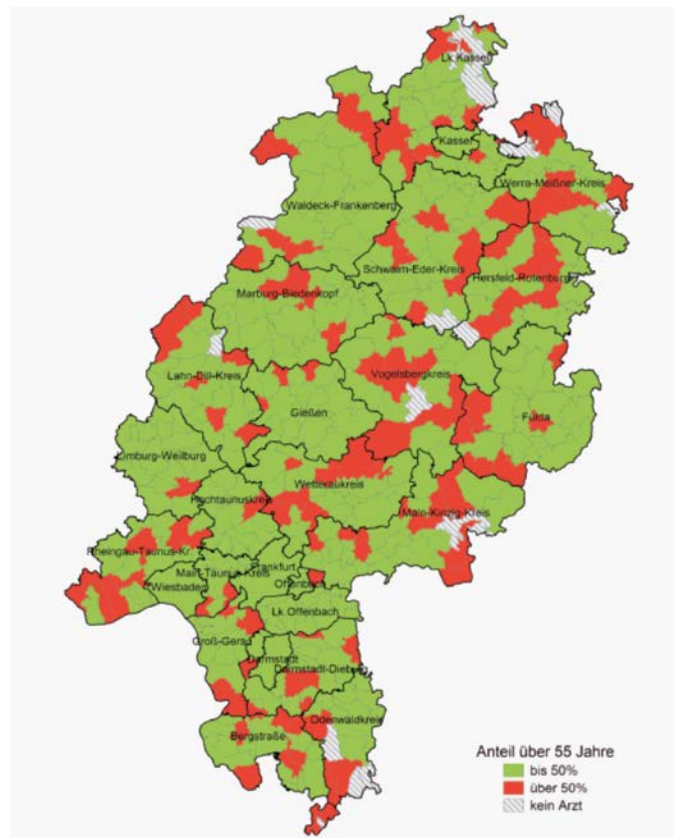 Lk.Kassel
Kassel
Werra-Meißner-Kreis
Waldeck-Frankenberg
Schwalm-Eder-Kreis
Hersfeld-Rotenburg
Marburg-Biedenkopf
Lahn-Dill-Kreis
Vogelsbergkreis
Gießen
Fulda
Limburg-Weilburg
Wetteraukreis
Hochtaunuskreis
Main-Kinzig-Kreis
Rheingau-Taunus-Kr.
Main-Taunus-Kreis
Frankfurt
Wiesbaden
Offenbach
Lk.Offenbach
Groß-Gerau
Darmstadt
Darmstadt-Dieburg
Odenwaldkreis
Bergstraße
Anteil über 55 Jahre
bis 50%
über 50%
kein Arzt